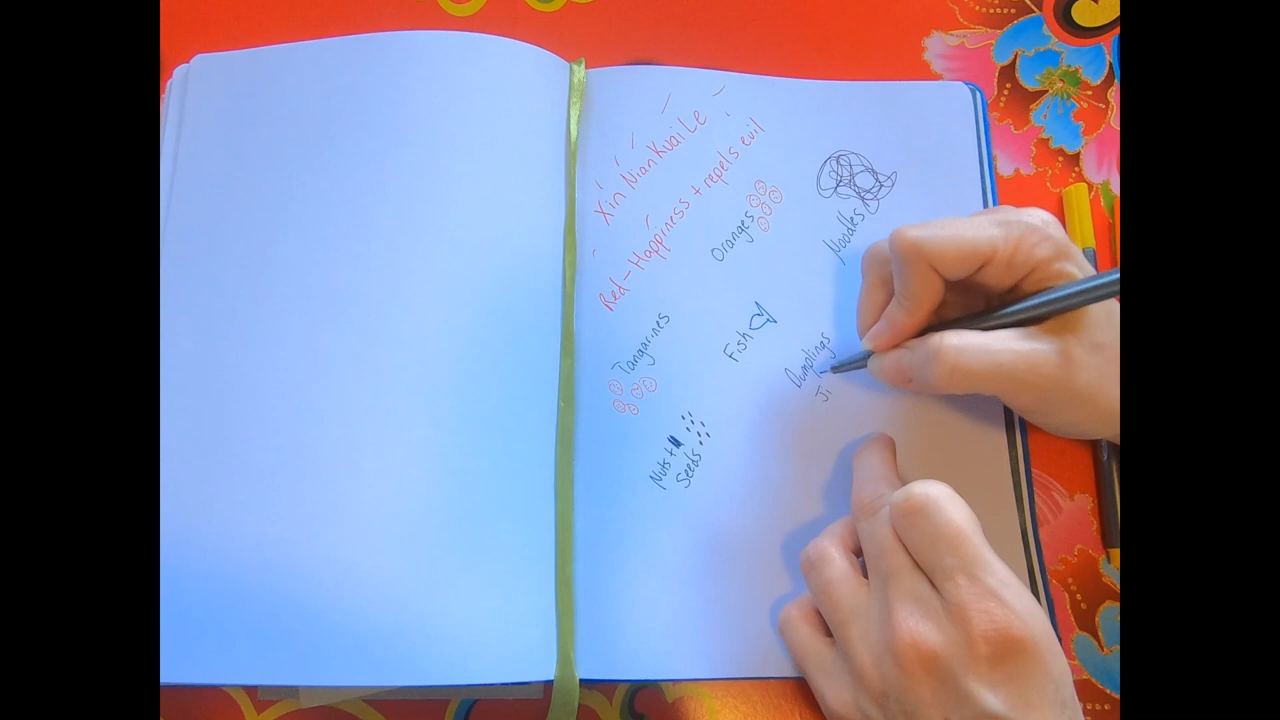 Xin Nian Kuai Le
Red - Happiness + repels evil
Oranges
Noodles
Tangarines
Fish
Dumplings
Ji
Nuts +
Seeds